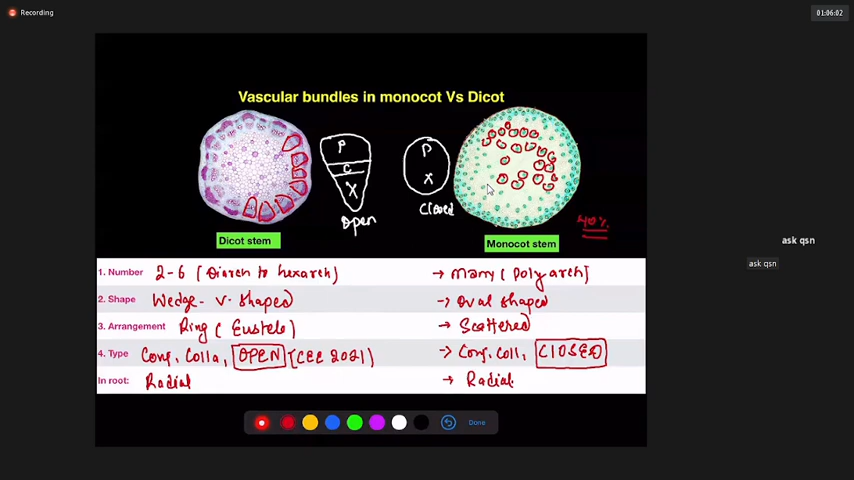 Recording
01:06:02
Vascular bundles in monocot Vs Dicot
P
C
X
open
P
X
Closed
40%
Dicot stem
Monocot stem
ask qsn
ask qsn
1. Number 2-6 (Diarch to hexarch) → many (Polyarch]
2. Shape Wedge- V-shaped → Oval shaped
3. Arrangement Ring (Eustele) → Scattered
4. Type Conj. Colla, OPEN (CEE 2021) → Conj. Coll, CLOSED
In root: Radial → Radial
Done